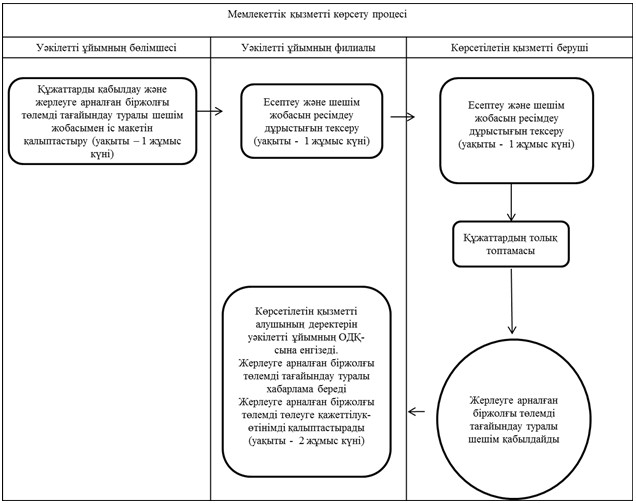 Мемлекеттік қызметті көрсету процесі
Уәкілетті ұйымның бөлімшесі
Уәкілетті ұйымның филиалы
Көрсетілетін қызметті беруші
Құжаттарды қабылдау және
жерлеуге арналған біржолғы
төлемді тағайындау туралы шешім
жобасымен іс макетін
қалыптастыру (уақыты – 1 жұмыс
күні)
Есептеу және шешім
жобасын ресімдеу
дұрыстығын тексеру
(уақыты - 1 жұмыс күні)
Есептеу және шешім
жобасын ресімдеу
дұрыстығын тексеру
(уақыты - 1 жұмыс күні)
Құжаттардың толық
топтамасы
Жерлеуге арналған
біржолғы төлемді
тағайындау туралы
шешім қабылдайды
Көрсетілетін қызметті
алушының деректерін
уәкілетті ұйымның ОДҚ-
сына енгізеді.
Жерлеуге арналған біржолғы
төлемді тағайындау туралы
хабарлама береді
Жерлеуге арналған біржолғы
төлемді төлеуге қажеттілук-
өтінімді қалыптастырады
(уақыты - 2 жұмыс күні)